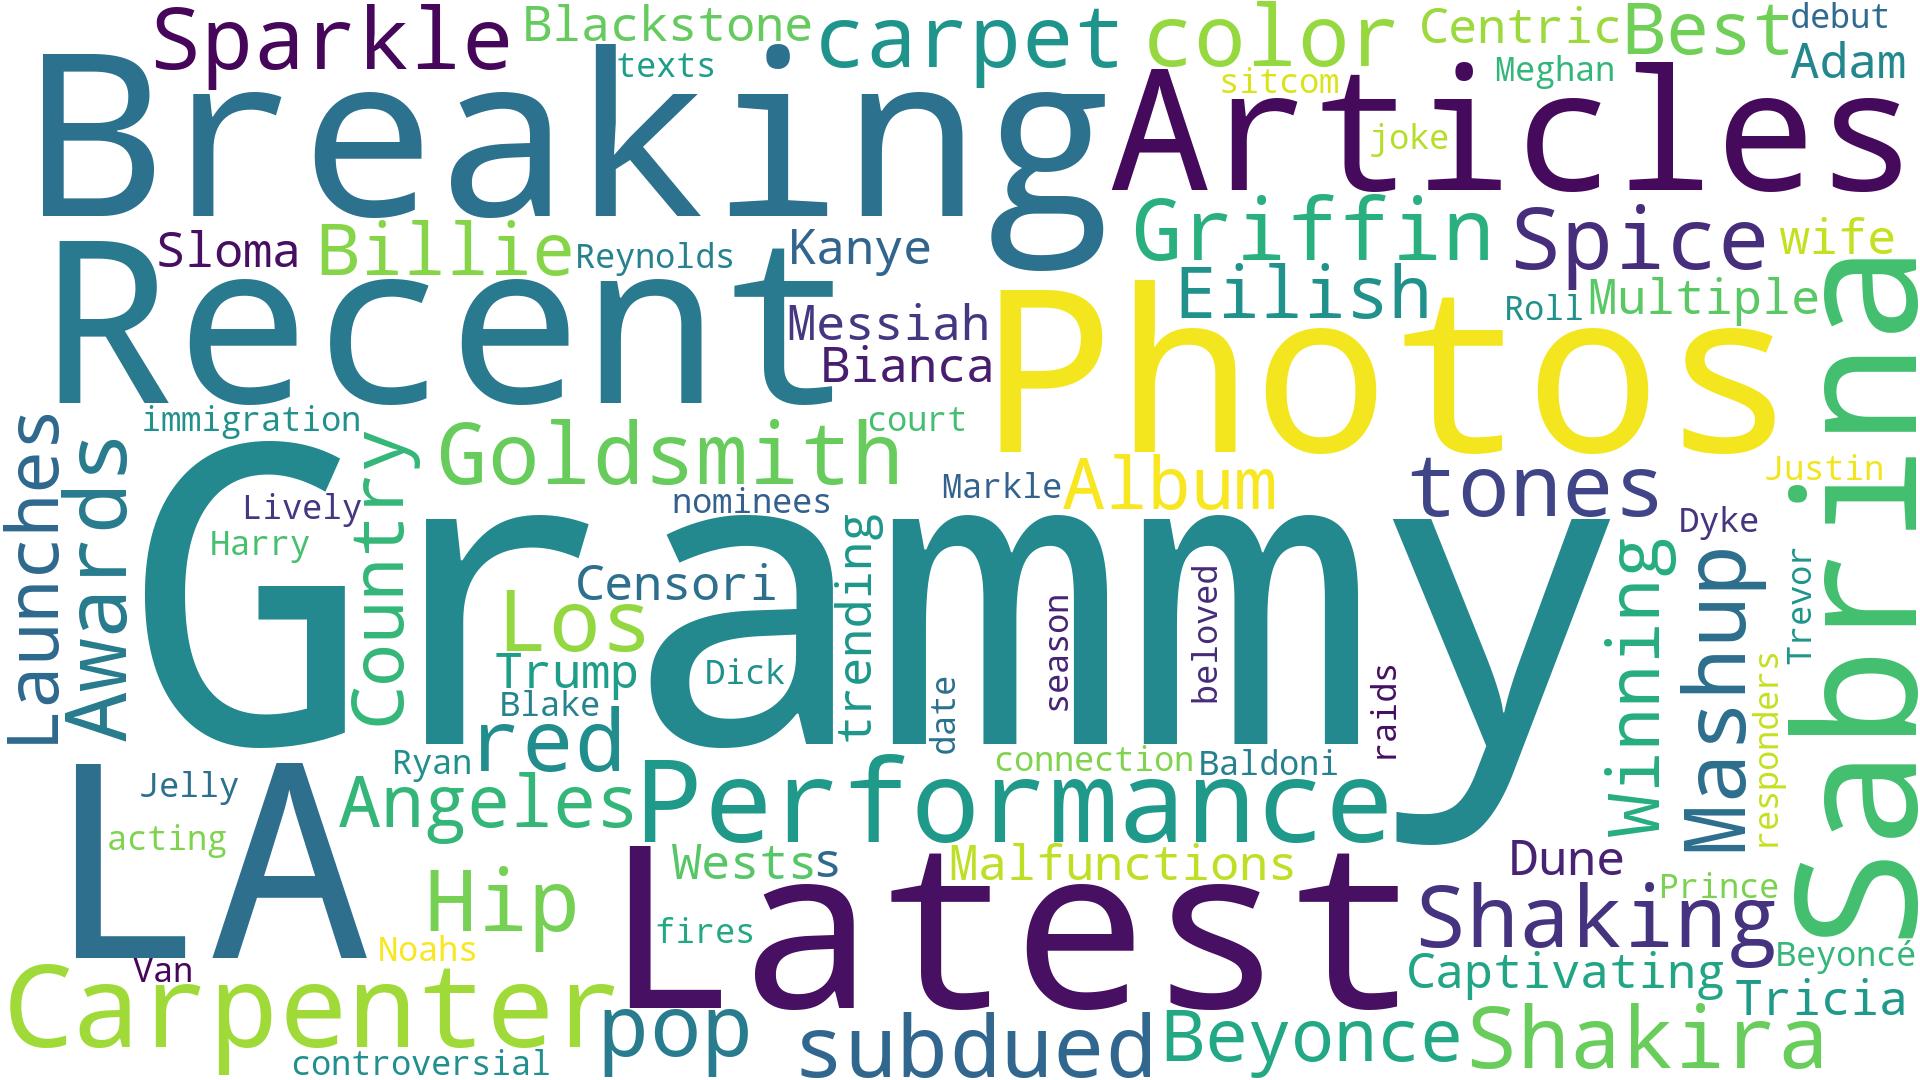 Sparkle
Blackstone
carpet
color
Centric
Best
debut
texts
sitcom
Meghan
Adam
Breaking
Articles
joke
Sloma
Billie
Reynolds
Kanye
Griffin
Spice
wife
Recent
Messiah
Bianca
Photos
Eilish
Roll
Multiple
Sabrina
immigration
Launches
Awards
Country
Goldsmith
court
Markle
Album
tones
Justin
Lively
Harry
nominees
Grammy
Censori
Los
Trump
Blake
Dick
trending
date
season
beloved
raids
Dyke
Winning
Mashup
Trevor
responders
red
Ryan
Jelly
acting
LA
Angeles
Performance
connection
Baldoni
Hip
Wests
s
Malfunctions
Dune
Prince
Latest
fires
Shaking
Noahs
Van
Carpenter
Captivating
Beyoncé
Tricia
controversial
pop
subdued
Beyonce
Shakira